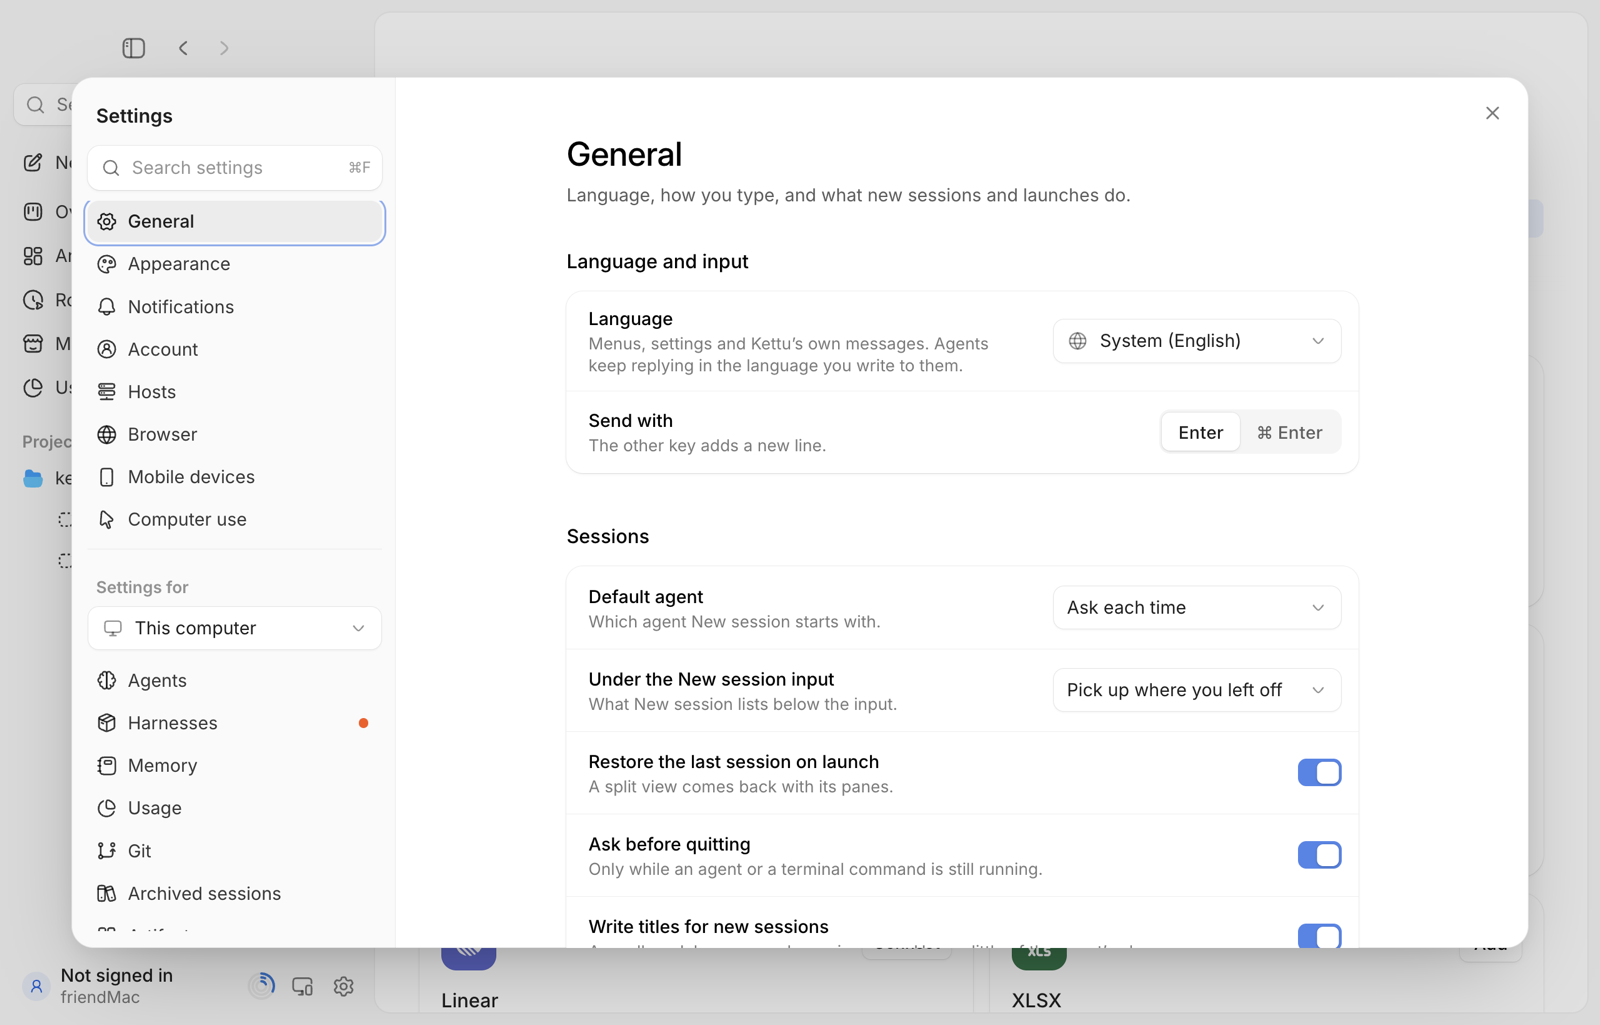 Settings
Search settings ⌘F
General
Appearance
Notifications
Account
Hosts
Browser
Mobile devices
Computer use
Settings for
This computer
Agents
Harnesses
Memory
Usage
Git
Archived sessions
General
Language, how you type, and what new sessions and launches do.
Language and input
Language
Menus, settings and Kettu’s own messages. Agents
keep replying in the language you write to them.
System (English)
Send with
The other key adds a new line.
Enter
⌘ Enter
Sessions
Default agent
Which agent New session starts with.
Ask each time
Under the New session input
What New session lists below the input.
Pick up where you left off
Restore the last session on launch
A split view comes back with its panes.
Ask before quitting
Only while an agent or a terminal command is still running.
Write titles for new sessions
Not signed in
friendMac
Linear
XLS
XLSX